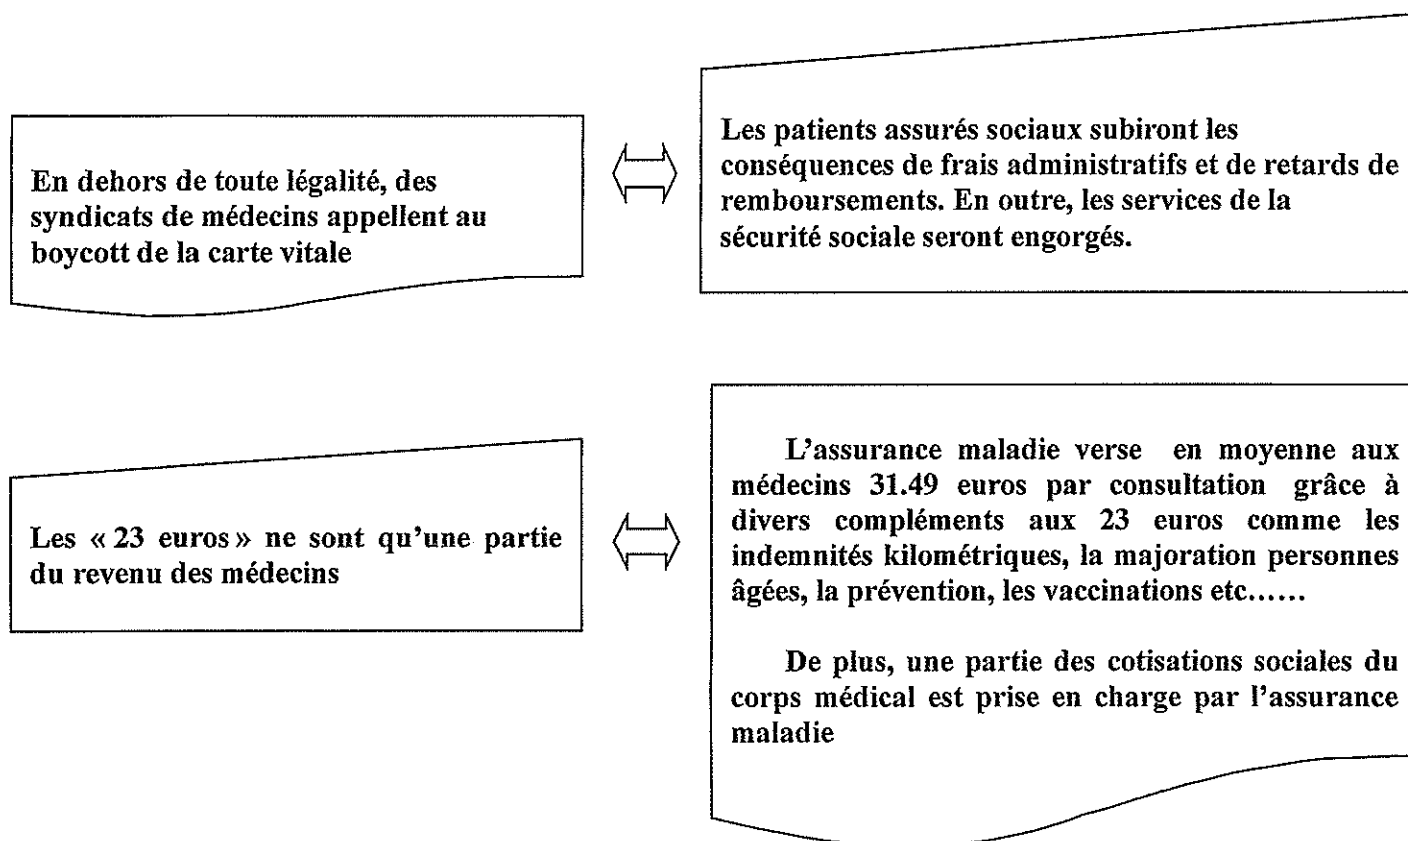 En dehors de toute légalité, des
syndicats de médecins appellent au
boycott de la carte vitale
Les patients assurés sociaux subiront les
conséquences de frais administratifs et de retards de
remboursements. En outre, les services de la
sécurité sociale seront engorgés.
Les « 23 euros » ne sont qu’une partie
du revenu des médecins
L’assurance maladie verse en moyenne aux
médecins 31.49 euros par consultation grâce à
divers compléments aux 23 euros comme les
indemnités kilométriques, la majoration personnes
âgées, la prévention, les vaccinations etc……
De plus, une partie des cotisations sociales du
corps médical est prise en charge par l’assurance
maladie